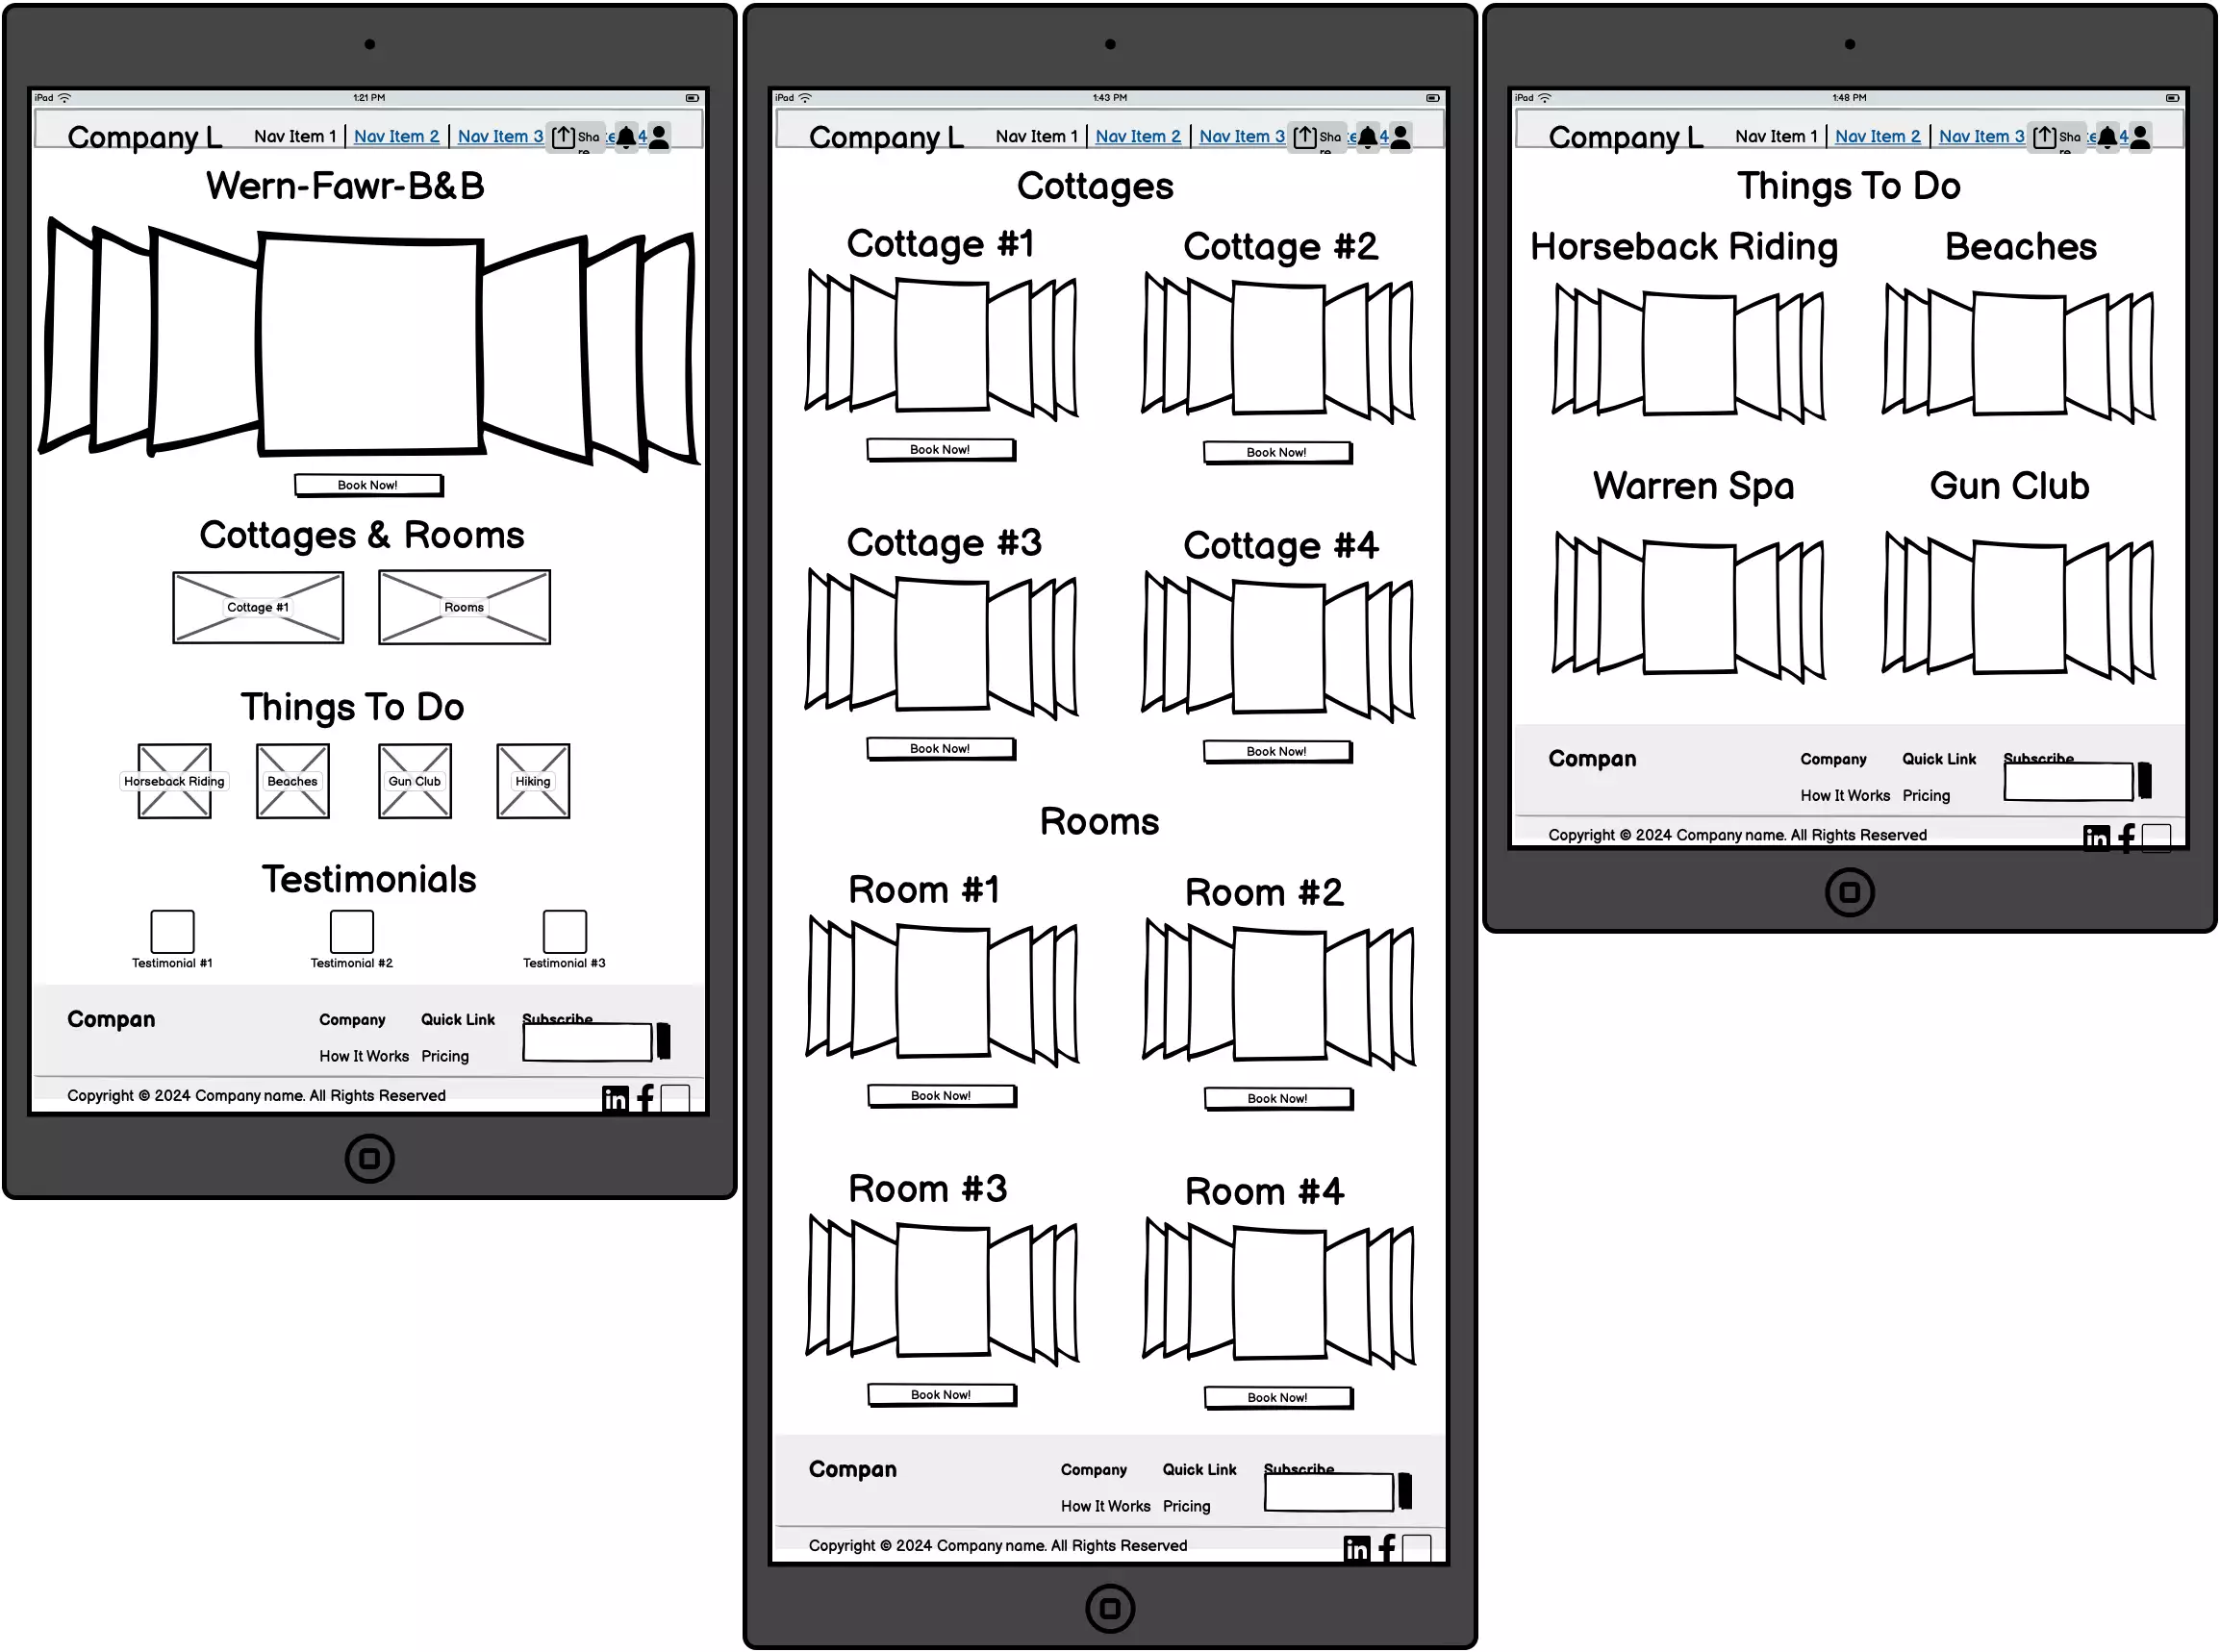 iPad 1:21 PM
Company L Nav Item 1 Nav Item 2 Nav Item 3 Sha
re
Wern-Fawr-B&B
Book Now!
Cottages & Rooms
Cottage #1 Rooms
Things To Do
Horseback Riding Beaches Gun Club Hiking
Testimonials
Testimonial #1 Testimonial #2 Testimonial #3
Compan Company Quick Link Subscribe
How It Works Pricing
Copyright © 2024 Company name. All Rights Reserved in f
iPad 1:43 PM
Company L Nav Item 1 Nav Item 2 Nav Item 3 Sha
re
Cottages
Cottage #1 Cottage #2
Book Now! Book Now!
Cottage #3 Cottage #4
Book Now! Book Now!
Rooms
Room #1 Room #2
Book Now! Book Now!
Room #3 Room #4
Book Now! Book Now!
Compan Company Quick Link Subscribe
How It Works Pricing
Copyright © 2024 Company name. All Rights Reserved in f
iPad 1:48 PM
Company L Nav Item 1 Nav Item 2 Nav Item 3 Sha
re
Things To Do
Horseback Riding Beaches
Warren Spa Gun Club
Compan Company Quick Link Subscribe
How It Works Pricing
Copyright © 2024 Company name. All Rights Reserved in f